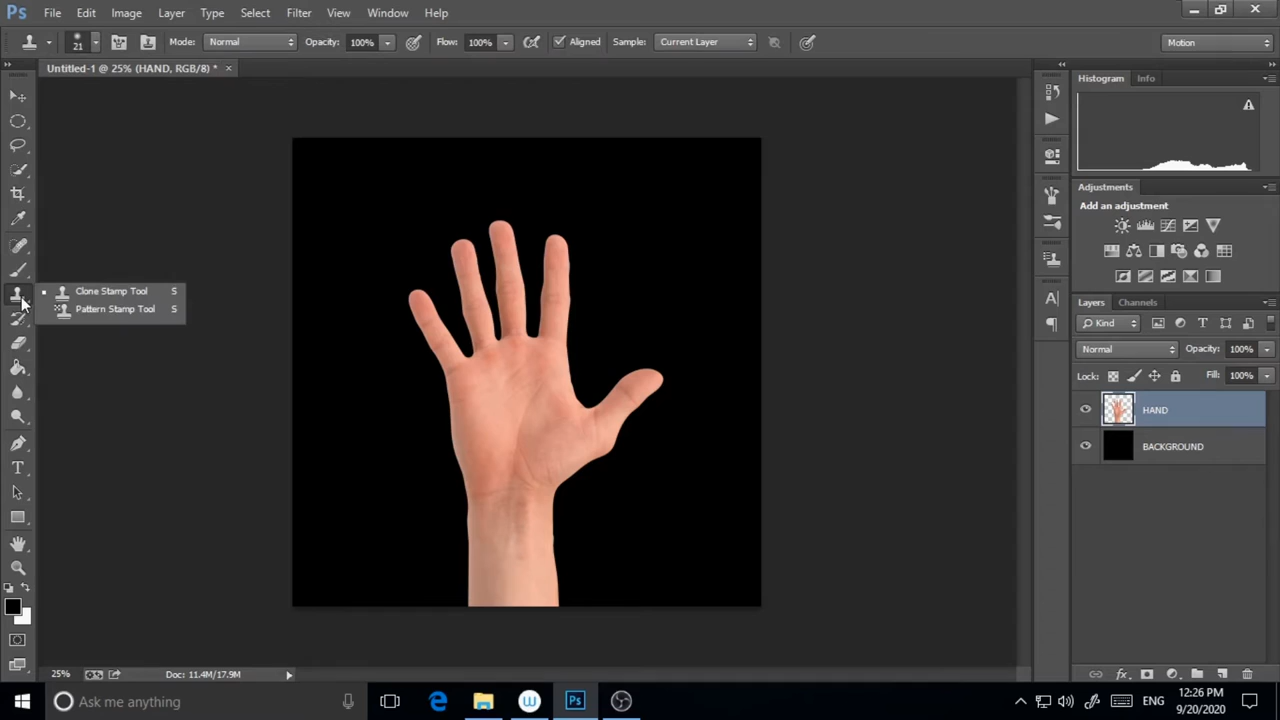 Ps File Edit Image Layer Type Select Filter View Window Help
21 Mode: Normal Opacity: 100% Flow: 100% Aligned Sample: Current Layer Motion
Untitled-1 @ 25% (HAND, RGB/8) * ×
Histogram Info
Adjustments
Add an adjustment
Clone Stamp Tool S
Pattern Stamp Tool S
Layers Channels
Kind
Normal Opacity: 100%
Lock: Fill: 100%
HAND
BACKGROUND
25% Doc: 11.4M/17.9M
Ask me anything
ENG
12:26 PM
9/20/2020